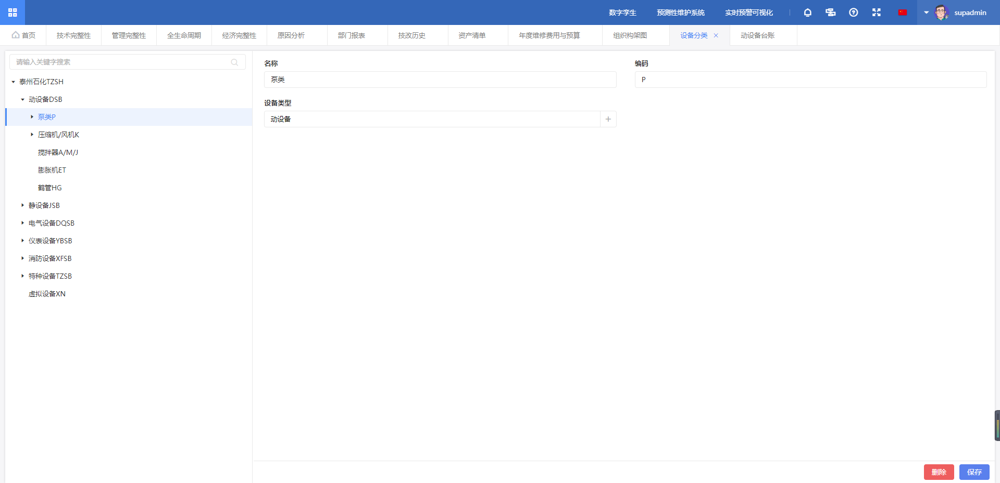 数字孪生 预测性维护系统 实时预警可视化 supadmin
首页 技术完整性 管理完整性 全生命周期 经济完整性 原因分析 部门报表 技改历史 资产清单 年度维修费用与预算 组织构架图 设备分类 动设备台账
请输入关键字搜索
泰州石化TZSH
动设备DSB
泵类P
压缩机/风机K
搅拌器A/M/J
膨胀机ET
鹤管HG
静设备JSB
电气设备DQSB
仪表设备YBSB
消防设备XFSB
特种设备TZSB
虚拟设备XN
名称
泵类
编码
P
设备类型
动设备
删除 保存